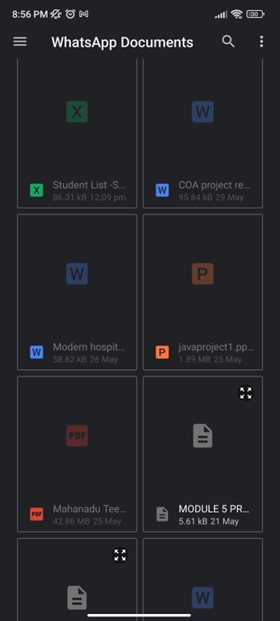 8:56 PM
WhatsApp Documents
X
W
X Student List -S...
86.31 kB 12:09 pm
W COA project re...
95.84 kB 29 May
W
P
W Modern hospit...
58.62 kB 26 May
P javaproject1.pp...
1.89 MB 25 May
PDF
PDF Mahanadu Tee...
42.86 MB 25 May
MODULE 5 PR...
5.61 kB 21 May
W